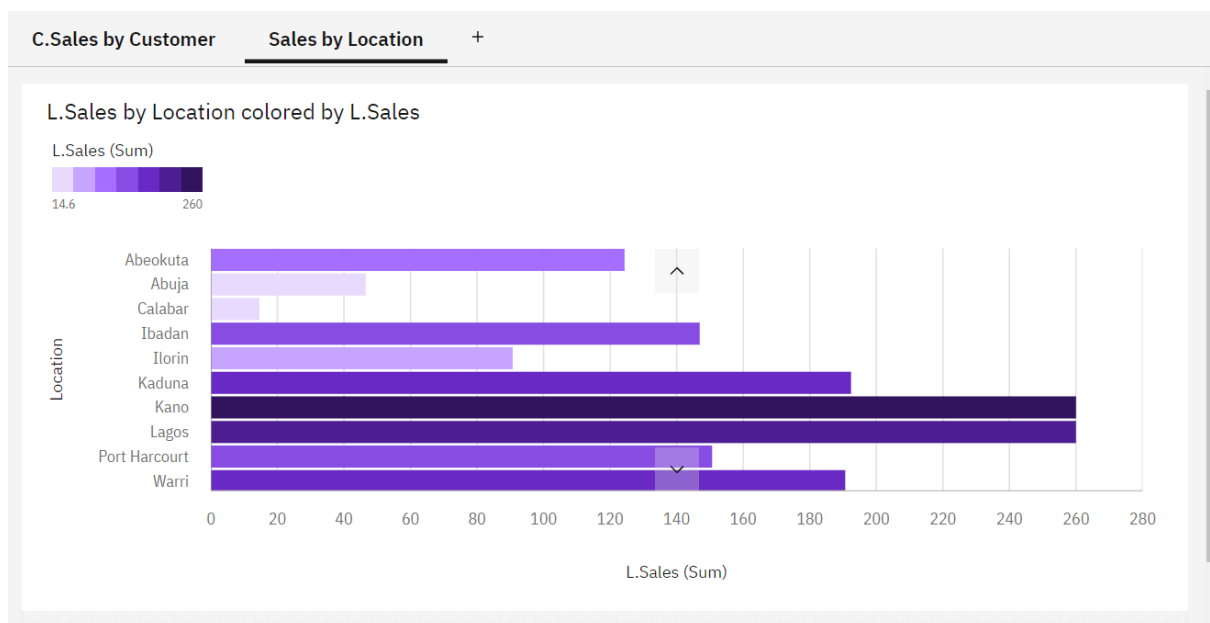 C.Sales by Customer Sales by Location +
L.Sales by Location colored by L.Sales
L.Sales (Sum)
14.6 260
Location
Abeokuta
Abuja
Calabar
Ibadan
Ilorin
Kaduna
Kano
Lagos
Port Harcourt
Warri
0 20 40 60 80 100 120 140 160 180 200 220 240 260 280
L.Sales (Sum)